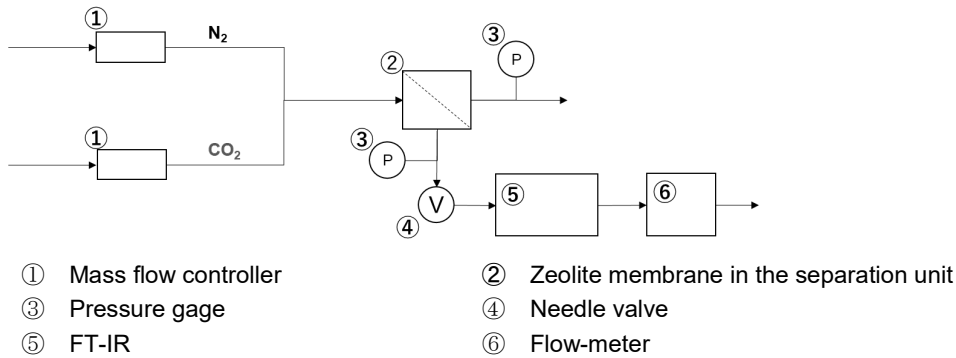 ① N₂ ③
② P
① CO₂ ③ P
⑤ ⑥
V
④
① Mass flow controller ② Zeolite membrane in the separation unit
③ Pressure gage ④ Needle valve
⑤ FT-IR ⑥ Flow-meter